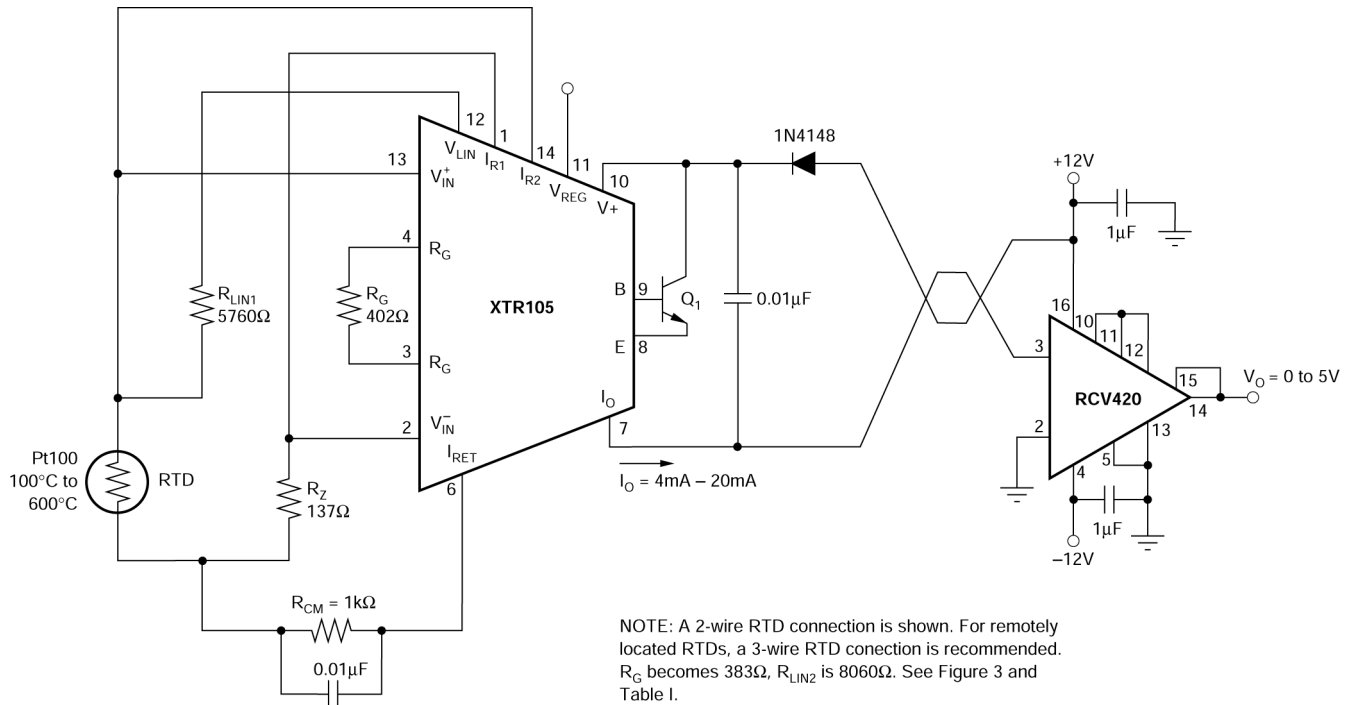 12
1
14
11
10
13
V_LIN
I_R1
I_R2
V_REG
V+
V_IN^+
4
R_G
R_G
402Ω
3
R_G
XTR105
B
9
Q_1
E
8
I_O
7
V_IN^−
2
I_RET
6
R_LIN1
5760Ω
Pt100
100°C to
600°C
RTD
R_Z
137Ω
R_CM = 1kΩ
0.01µF
1N4148
0.01µF
I_O = 4mA – 20mA
+12V
1µF
16
10
11
12
3
15
RCV420
14
V_O = 0 to 5V
2
13
5
4
1µF
–12V
NOTE: A 2-wire RTD connection is shown. For remotely
located RTDs, a 3-wire RTD conection is recommended.
R_G becomes 383Ω, R_LIN2 is 8060Ω. See Figure 3 and
Table I.